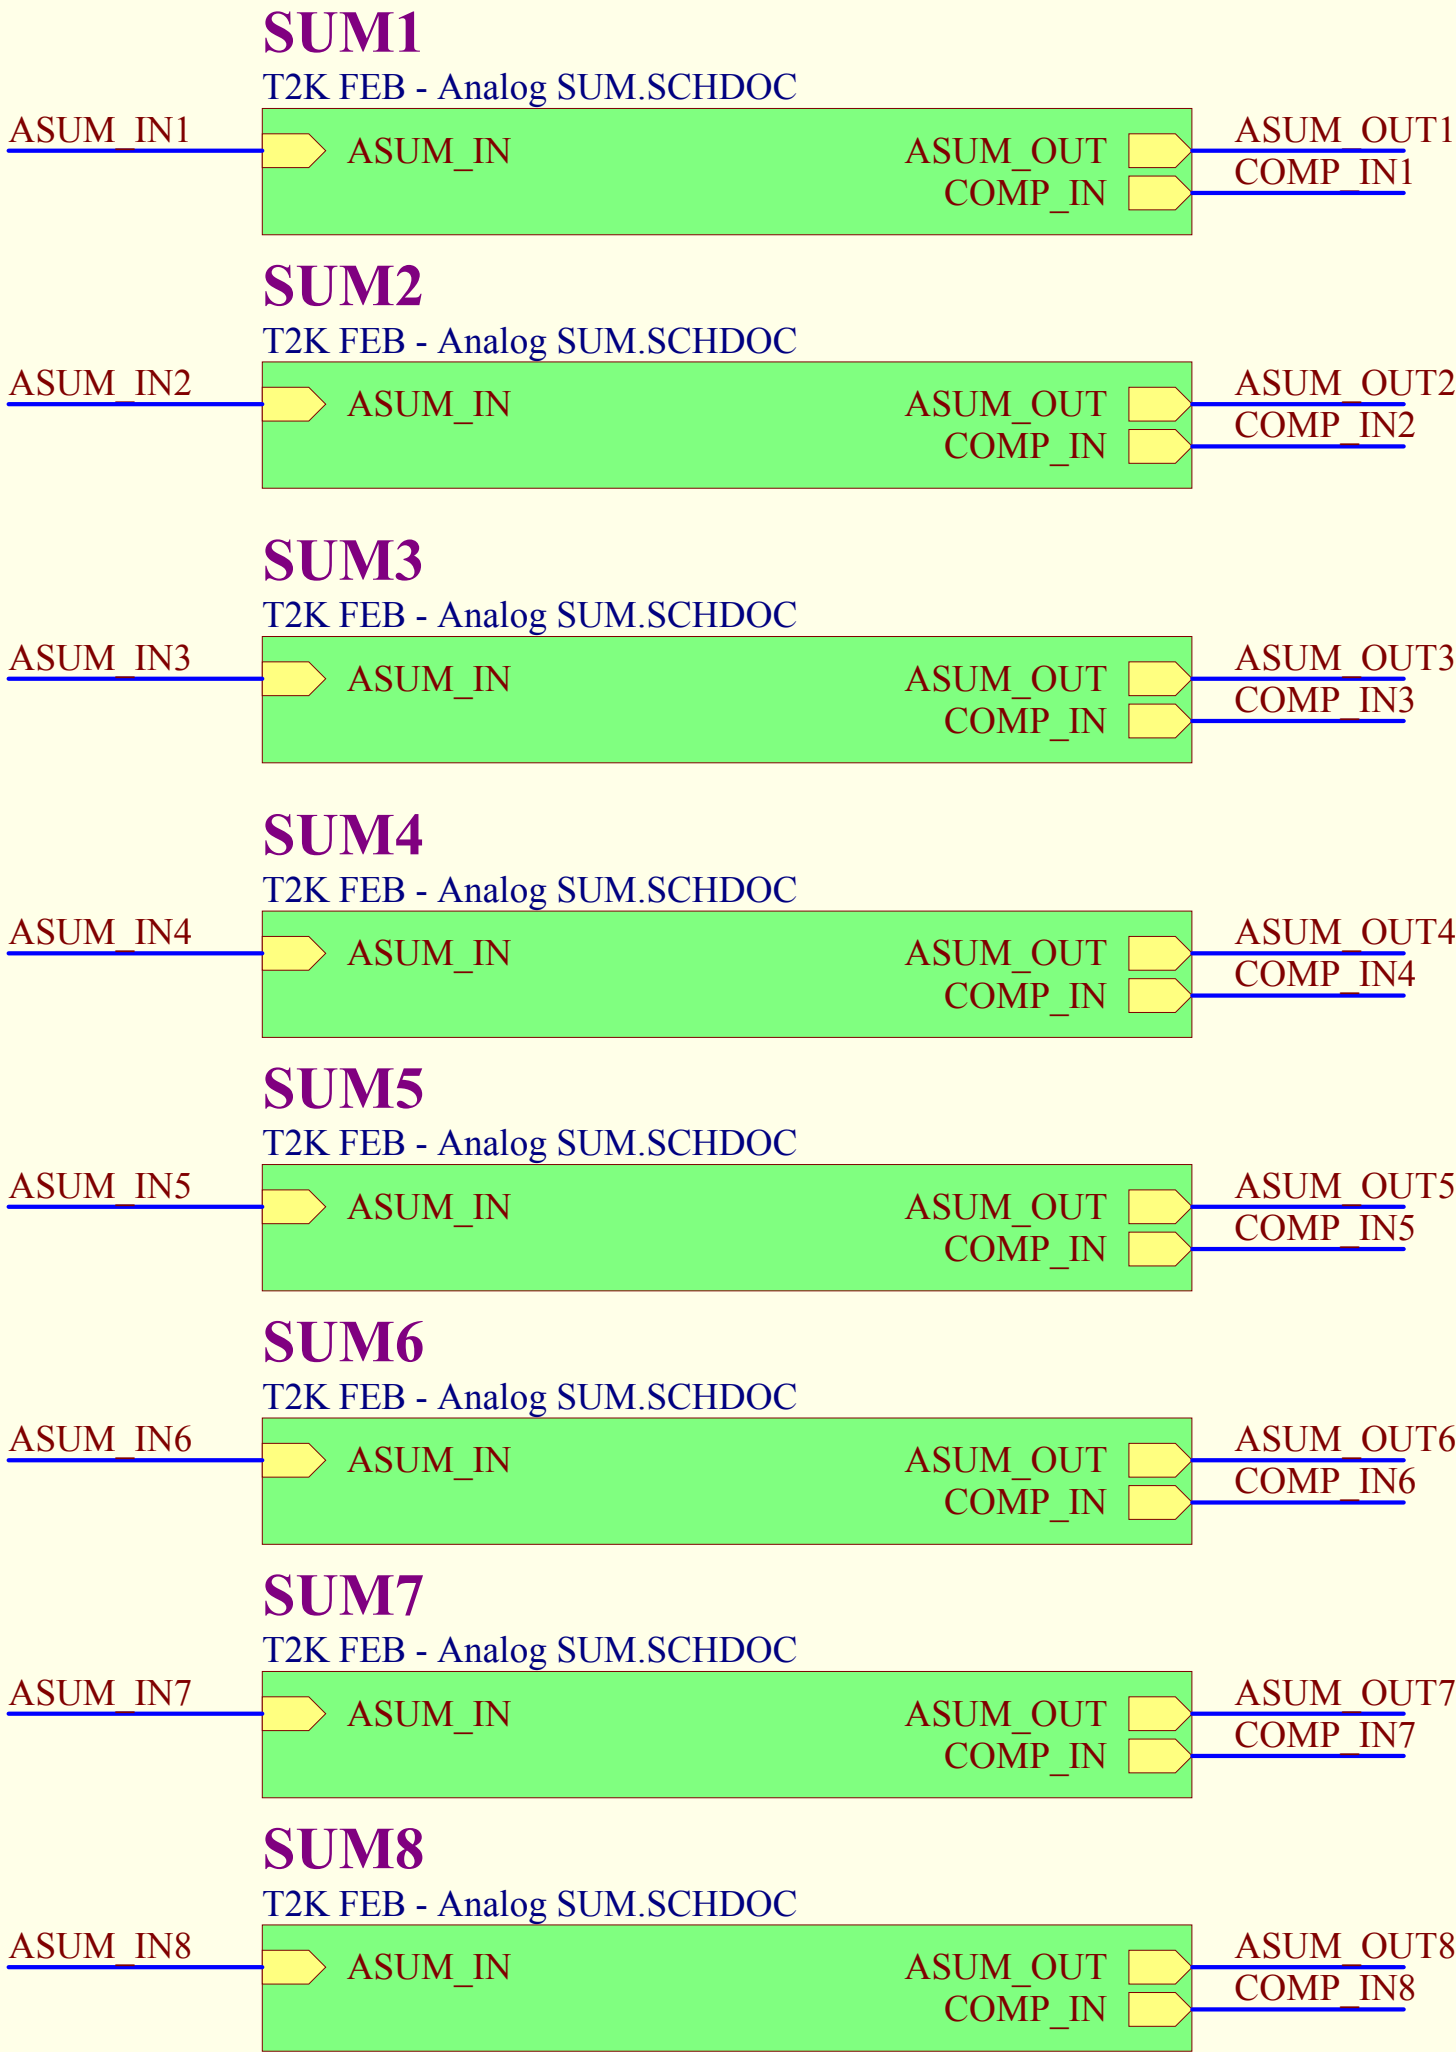 SUM1
T2K FEB - Analog SUM.SCHDOC
ASUM_IN1 ASUM_IN ASUM_OUT ASUM_OUT1
COMP_IN COMP_IN1
SUM2
T2K FEB - Analog SUM.SCHDOC
ASUM_IN2 ASUM_IN ASUM_OUT ASUM_OUT2
COMP_IN COMP_IN2
SUM3
T2K FEB - Analog SUM.SCHDOC
ASUM_IN3 ASUM_IN ASUM_OUT ASUM_OUT3
COMP_IN COMP_IN3
SUM4
T2K FEB - Analog SUM.SCHDOC
ASUM_IN4 ASUM_IN ASUM_OUT ASUM_OUT4
COMP_IN COMP_IN4
SUM5
T2K FEB - Analog SUM.SCHDOC
ASUM_IN5 ASUM_IN ASUM_OUT ASUM_OUT5
COMP_IN COMP_IN5
SUM6
T2K FEB - Analog SUM.SCHDOC
ASUM_IN6 ASUM_IN ASUM_OUT ASUM_OUT6
COMP_IN COMP_IN6
SUM7
T2K FEB - Analog SUM.SCHDOC
ASUM_IN7 ASUM_IN ASUM_OUT ASUM_OUT7
COMP_IN COMP_IN7
SUM8
T2K FEB - Analog SUM.SCHDOC
ASUM_IN8 ASUM_IN ASUM_OUT ASUM_OUT8
COMP_IN COMP_IN8